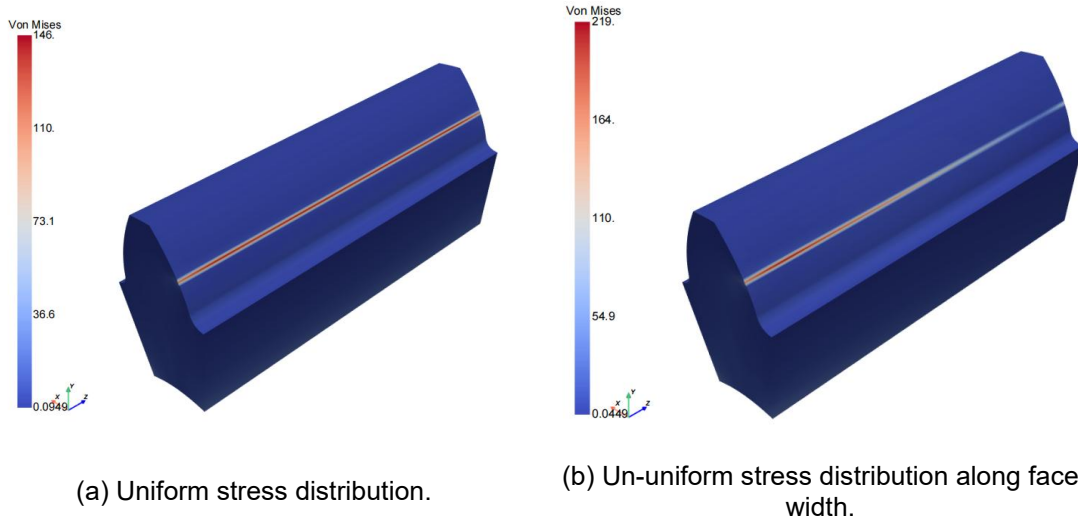 Von Mises
146.
110.
73.1
36.6
0.0949
X
Y
Z
(a) Uniform stress distribution.
Von Mises
219.
164.
110.
54.9
0.0449
X
Y
Z
(b) Un-uniform stress distribution along face
width.